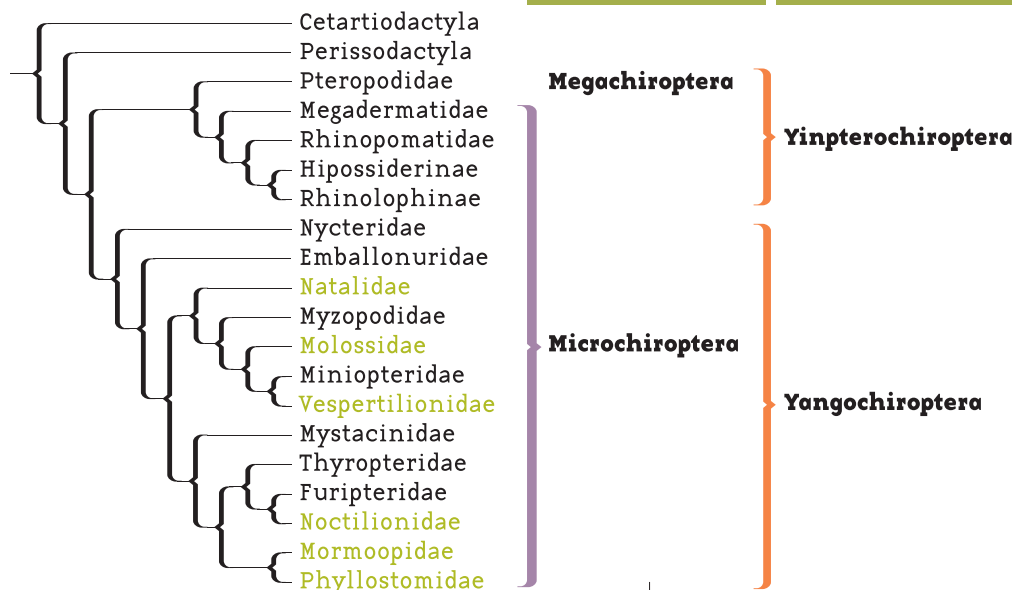 Cetartiodactyla
Perissodactyla
Pteropodidae
Megachiroptera
Megadermatidae
Rhinopomatidae
Yinpterochiroptera
Hipossiderinae
Rhinolophinae
Nycteridae
Emballonuridae
Natalidae
Myzopodidae
Molossidae
Microchiroptera
Miniopteridae
Vespertilionidae
Yangochiroptera
Mystacinidae
Thyropteridae
Furipteridae
Noctilionidae
Mormoopidae
Phyllostomidae